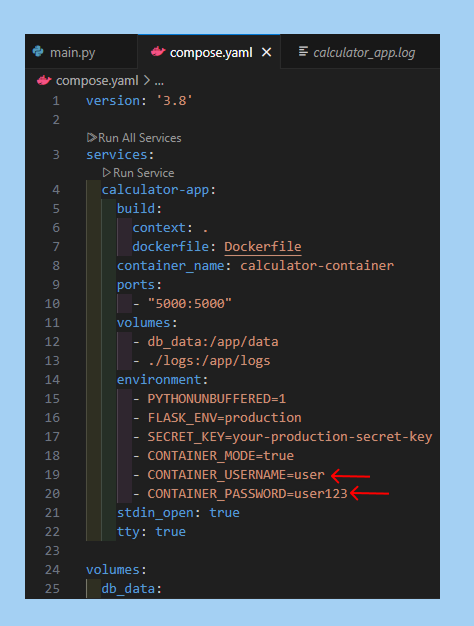 main.py compose.yaml calculator_app.log
compose.yaml > ...
1 version: '3.8'
2
Run All Services
3 services:
Run Service
4 calculator-app:
5 build:
6 context: .
7 dockerfile: Dockerfile
8 container_name: calculator-container
9 ports:
10 - "5000:5000"
11 volumes:
12 - db_data:/app/data
13 - ./logs:/app/logs
14 environment:
15 - PYTHONUNBUFFERED=1
16 - FLASK_ENV=production
17 - SECRET_KEY=your-production-secret-key
18 - CONTAINER_MODE=true
19 - CONTAINER_USERNAME=user
20 - CONTAINER_PASSWORD=user123
21 stdin_open: true
22 tty: true
23
24 volumes:
25 db_data: